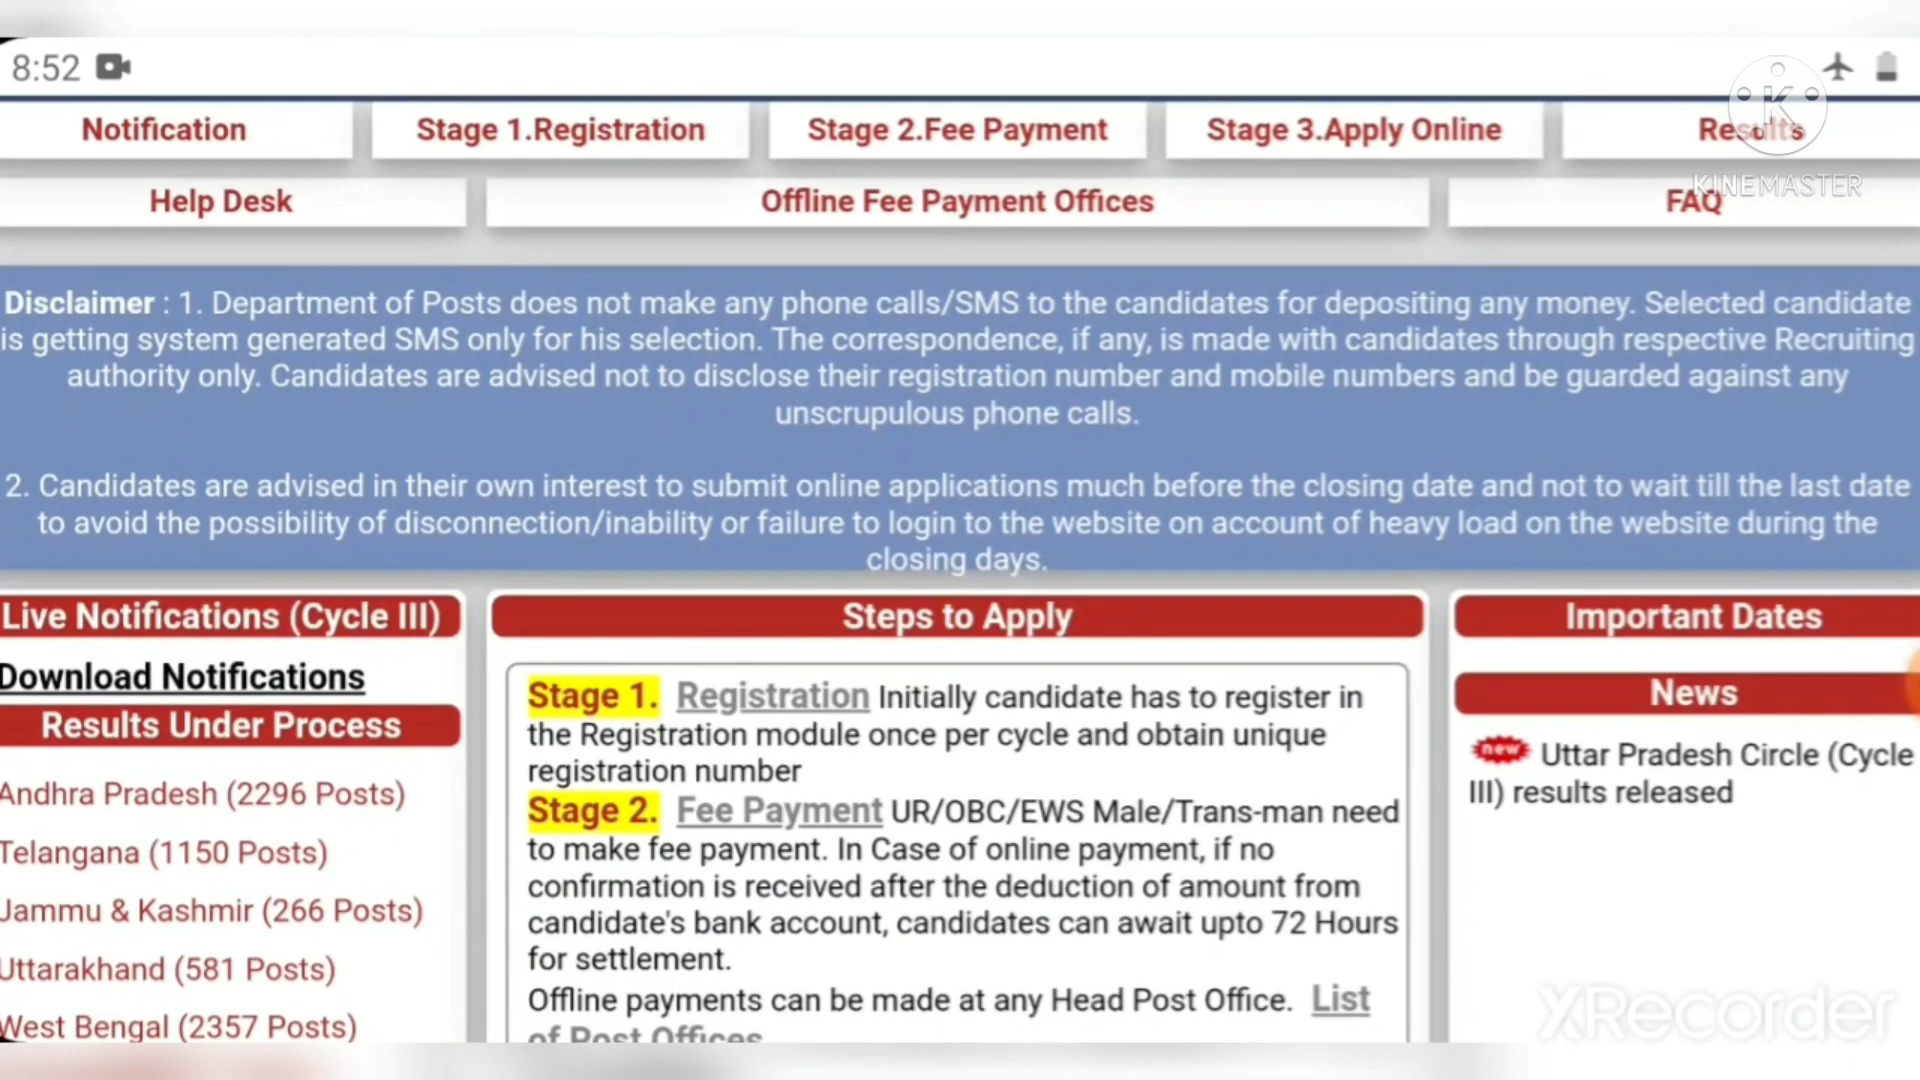 8:52
Notification
Stage 1.Registration
Stage 2.Fee Payment
Stage 3.Apply Online
Results
KINEMASTER
Help Desk
Offline Fee Payment Offices
FAQ
Disclaimer : 1. Department of Posts does not make any phone calls/SMS to the candidates for depositing any money. Selected candidate
is getting system generated SMS only for his selection. The correspondence, if any, is made with candidates through respective Recruiting
authority only. Candidates are advised not to disclose their registration number and mobile numbers and be guarded against any
unscrupulous phone calls.
2. Candidates are advised in their own interest to submit online applications much before the closing date and not to wait till the last date
to avoid the possibility of disconnection/inability or failure to login to the website on account of heavy load on the website during the
closing days.
Live Notifications (Cycle III)
Download Notifications
Results Under Process
Andhra Pradesh (2296 Posts)
Telangana (1150 Posts)
Jammu & Kashmir (266 Posts)
Uttarakhand (581 Posts)
West Bengal (2357 Posts)
Steps to Apply
Stage 1. Registration Initially candidate has to register in
the Registration module once per cycle and obtain unique
registration number
Stage 2. Fee Payment UR/OBC/EWS Male/Trans-man need
to make fee payment. In Case of online payment, if no
confirmation is received after the deduction of amount from
candidate's bank account, candidates can await upto 72 Hours
for settlement.
Offline payments can be made at any Head Post Office. List
of Post Offices
Important Dates
News
new Uttar Pradesh Circle (Cycle
III) results released
XRecorder